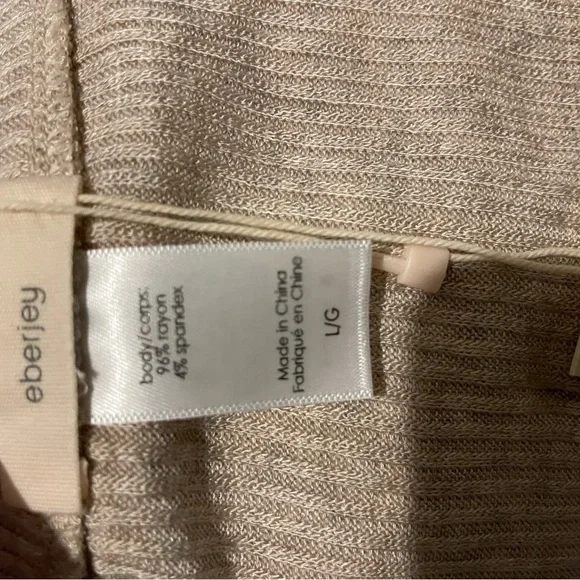 eberjey
body/corps:
96% rayon
4% spandex
Made in China
Fabriqué en Chine
L/G